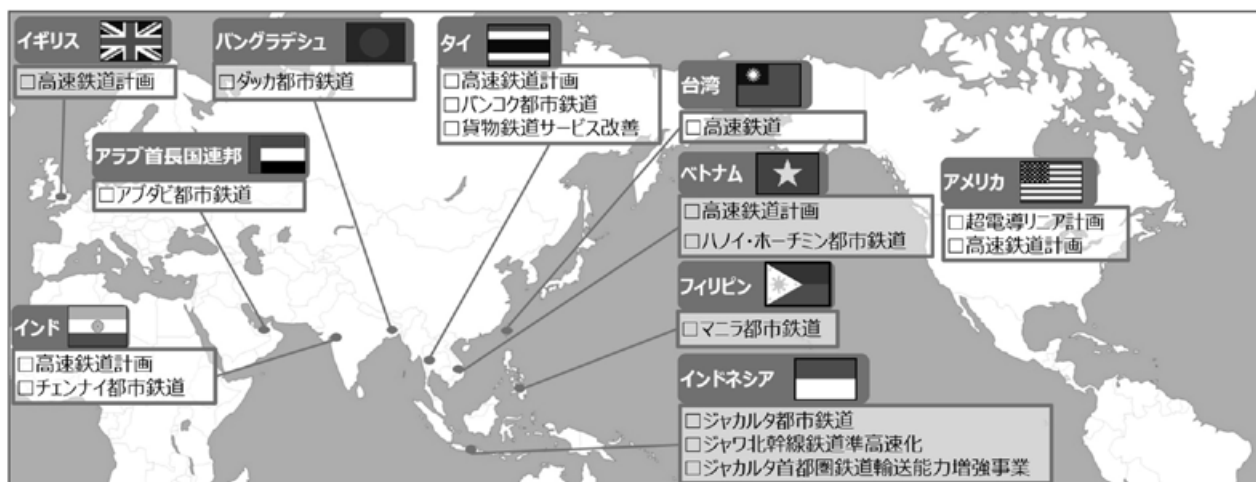 イギリス
□高速鉄道計画
バングラデシュ
□ダッカ都市鉄道
タイ
□高速鉄道計画
□バンコク都市鉄道
□貨物鉄道サービス改善
台湾
□高速鉄道
アラブ首長国連邦
□アブダビ都市鉄道
ベトナム
□高速鉄道計画
□ハノイ・ホーチミン都市鉄道
アメリカ
□超電導リニア計画
□高速鉄道計画
フィリピン
□マニラ都市鉄道
インド
□高速鉄道計画
□チェンナイ都市鉄道
インドネシア
□ジャカルタ都市鉄道
□ジャワ北幹線鉄道準高速化
□ジャカルタ首都圏鉄道輸送能力増強事業